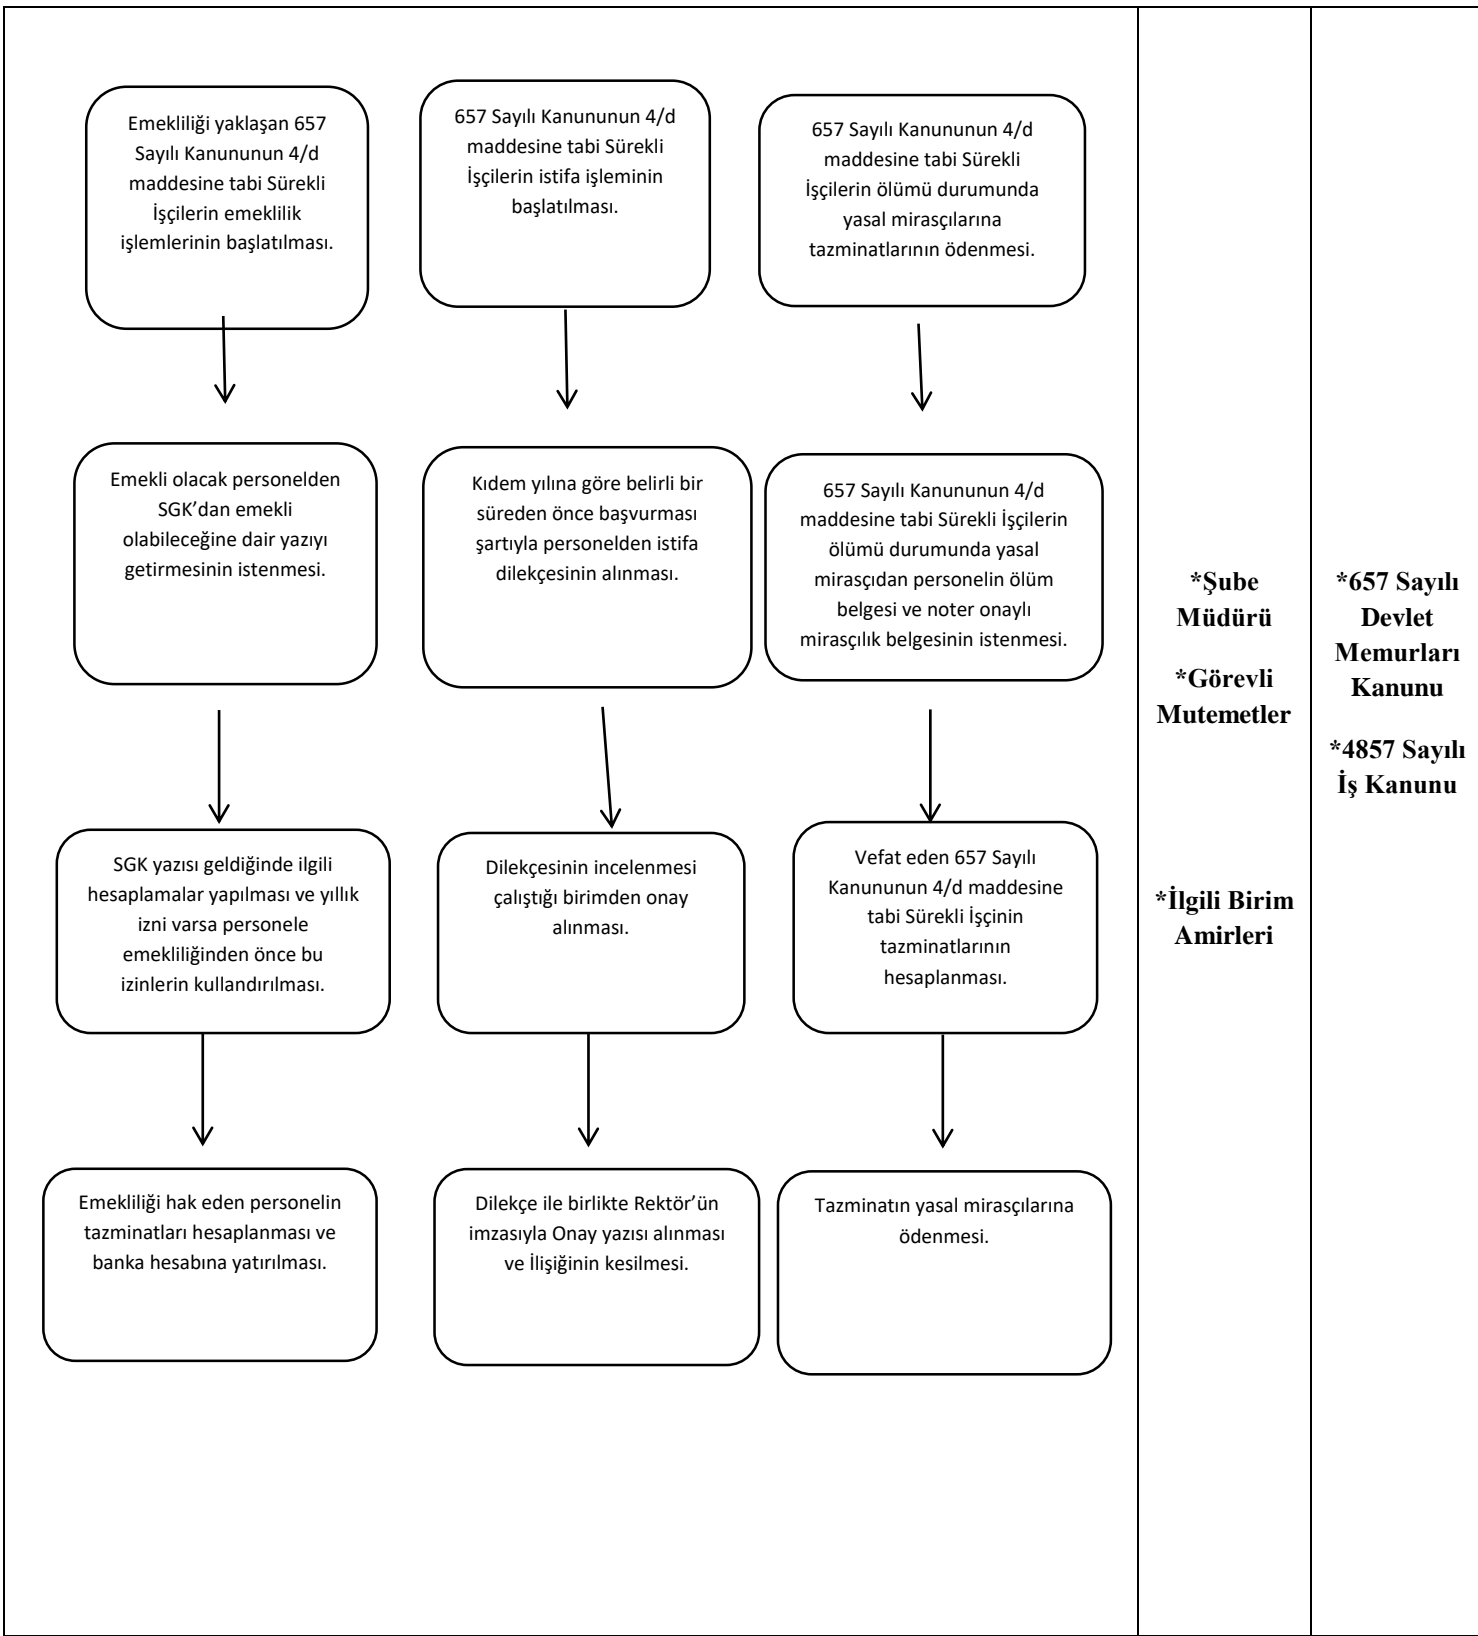 Emekliliği yaklaşan 657
Sayılı Kanununun 4/d
maddesine tabi Sürekli
İşçilerin emeklilik
işlemlerinin başlatılması.
657 Sayılı Kanununun 4/d
maddesine tabi Sürekli
İşçilerin istifa işleminin
başlatılması.
657 Sayılı Kanununun 4/d
maddesine tabi Sürekli
İşçilerin ölümü durumunda
yasal mirasçılarına
tazminatlarının ödenmesi.
Emekli olacak personelden
SGK’dan emekli
olabileceğine dair yazıyı
getirmesinin istenmesi.
Kıdem yılına göre belirli bir
süreden önce başvurması
şartıyla personelden istifa
dilekçesinin alınması.
657 Sayılı Kanununun 4/d
maddesine tabi Sürekli İşçilerin
ölümü durumunda yasal
mirasçıdan personelin ölüm
belgesi ve noter onaylı
mirasçılık belgesinin istenmesi.
SGK yazısı geldiğinde ilgili
hesaplamalar yapılması ve yıllık
izni varsa personele
emekliliğinden önce bu
izinlerin kullandırılması.
Dilekçesinin incelenmesi
çalıştığı birimden onay
alınması.
Vefat eden 657 Sayılı
Kanununun 4/d maddesine
tabi Sürekli İşçinin
tazminatlarının
hesaplanması.
Emekliliği hak eden personelin
tazminatları hesaplanması ve
banka hesabına yatırılması.
Dilekçe ile birlikte Rektör’ün
imzasıyla Onay yazısı alınması
ve İlişiğinin kesilmesi.
Tazminatın yasal mirasçılarına
ödenmesi.
*Şube
Müdürü
*Görevli
Mutemetler
*İlgili Birim
Amirleri
*657 Sayılı
Devlet
Memurları
Kanunu
*4857 Sayılı
İş Kanunu